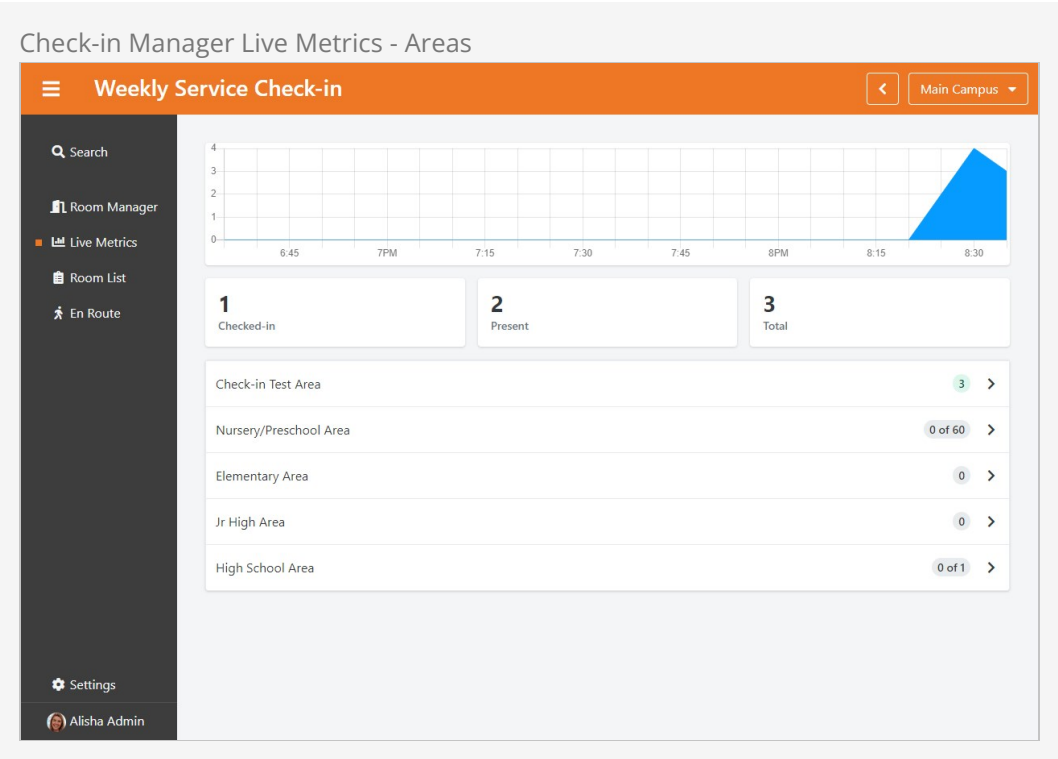 Check-in Manager Live Metrics - Areas
Weekly Service Check-in
Main Campus
Search
Room Manager
Live Metrics
Room List
En Route
4
3
2
1
0
6:45 7PM 7:15 7:30 7:45 8PM 8:15 8:30
1
Checked-in
2
Present
3
Total
Check-in Test Area 3
Nursery/Preschool Area 0 of 60
Elementary Area 0
Jr High Area 0
High School Area 0 of 1
Settings
Alisha Admin